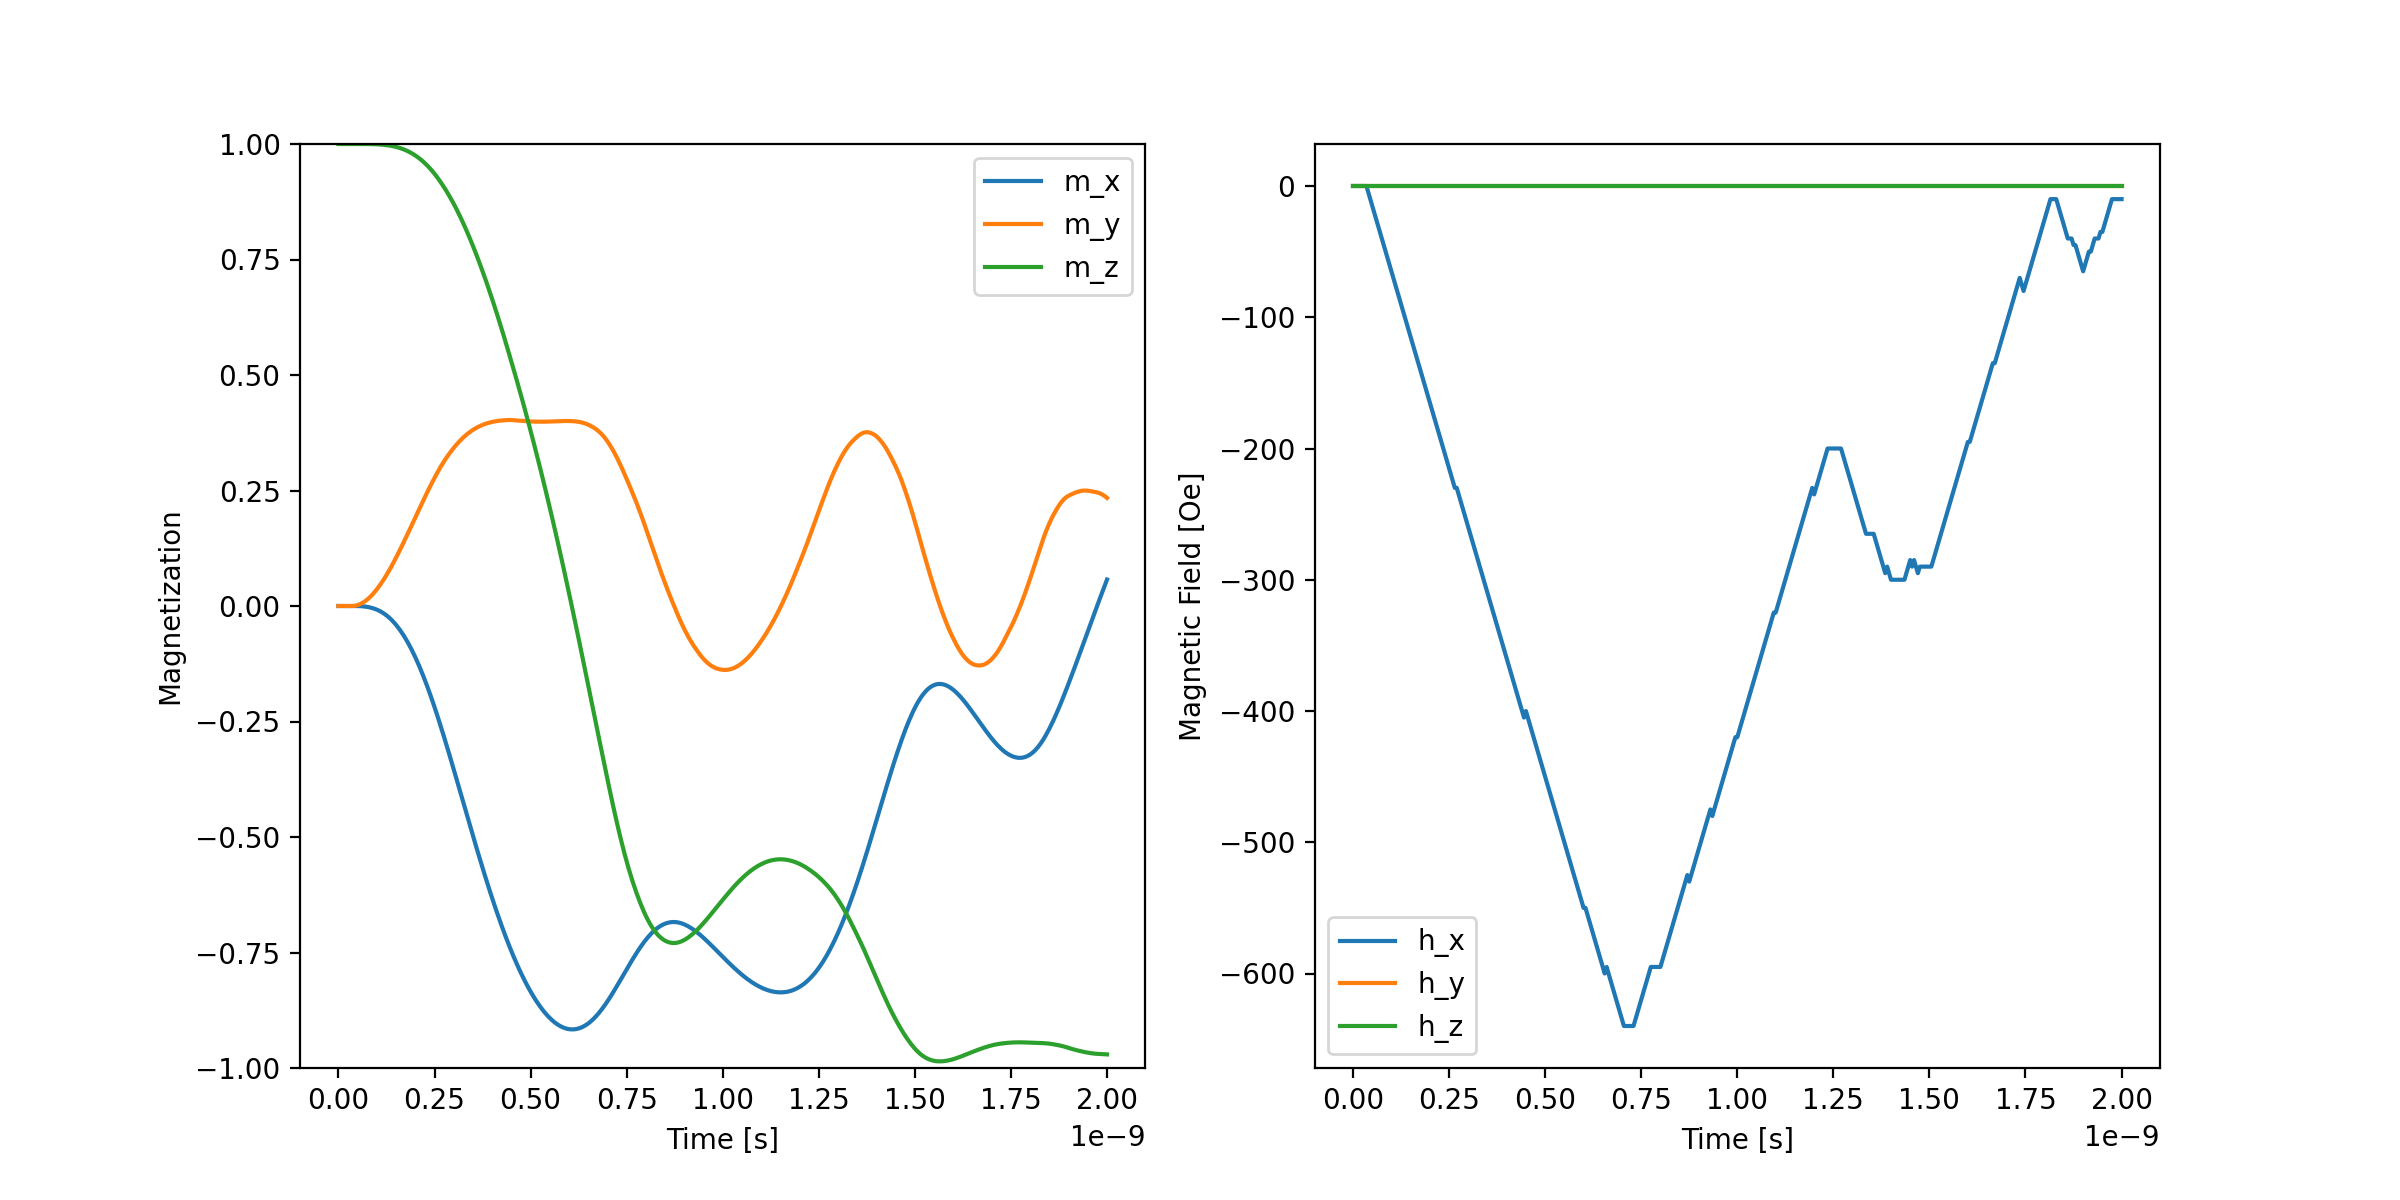 1.00
0.75
0.50
0.25
0.00
−0.25
−0.50
−0.75
−1.00
Magnetization
m_x
m_y
m_z
0.00 0.25 0.50 0.75 1.00 1.25 1.50 1.75 2.00
Time [s]
1e−9
0
−100
−200
−300
−400
−500
−600
Magnetic Field [Oe]
h_x
h_y
h_z
0.00 0.25 0.50 0.75 1.00 1.25 1.50 1.75 2.00
Time [s]
1e−9